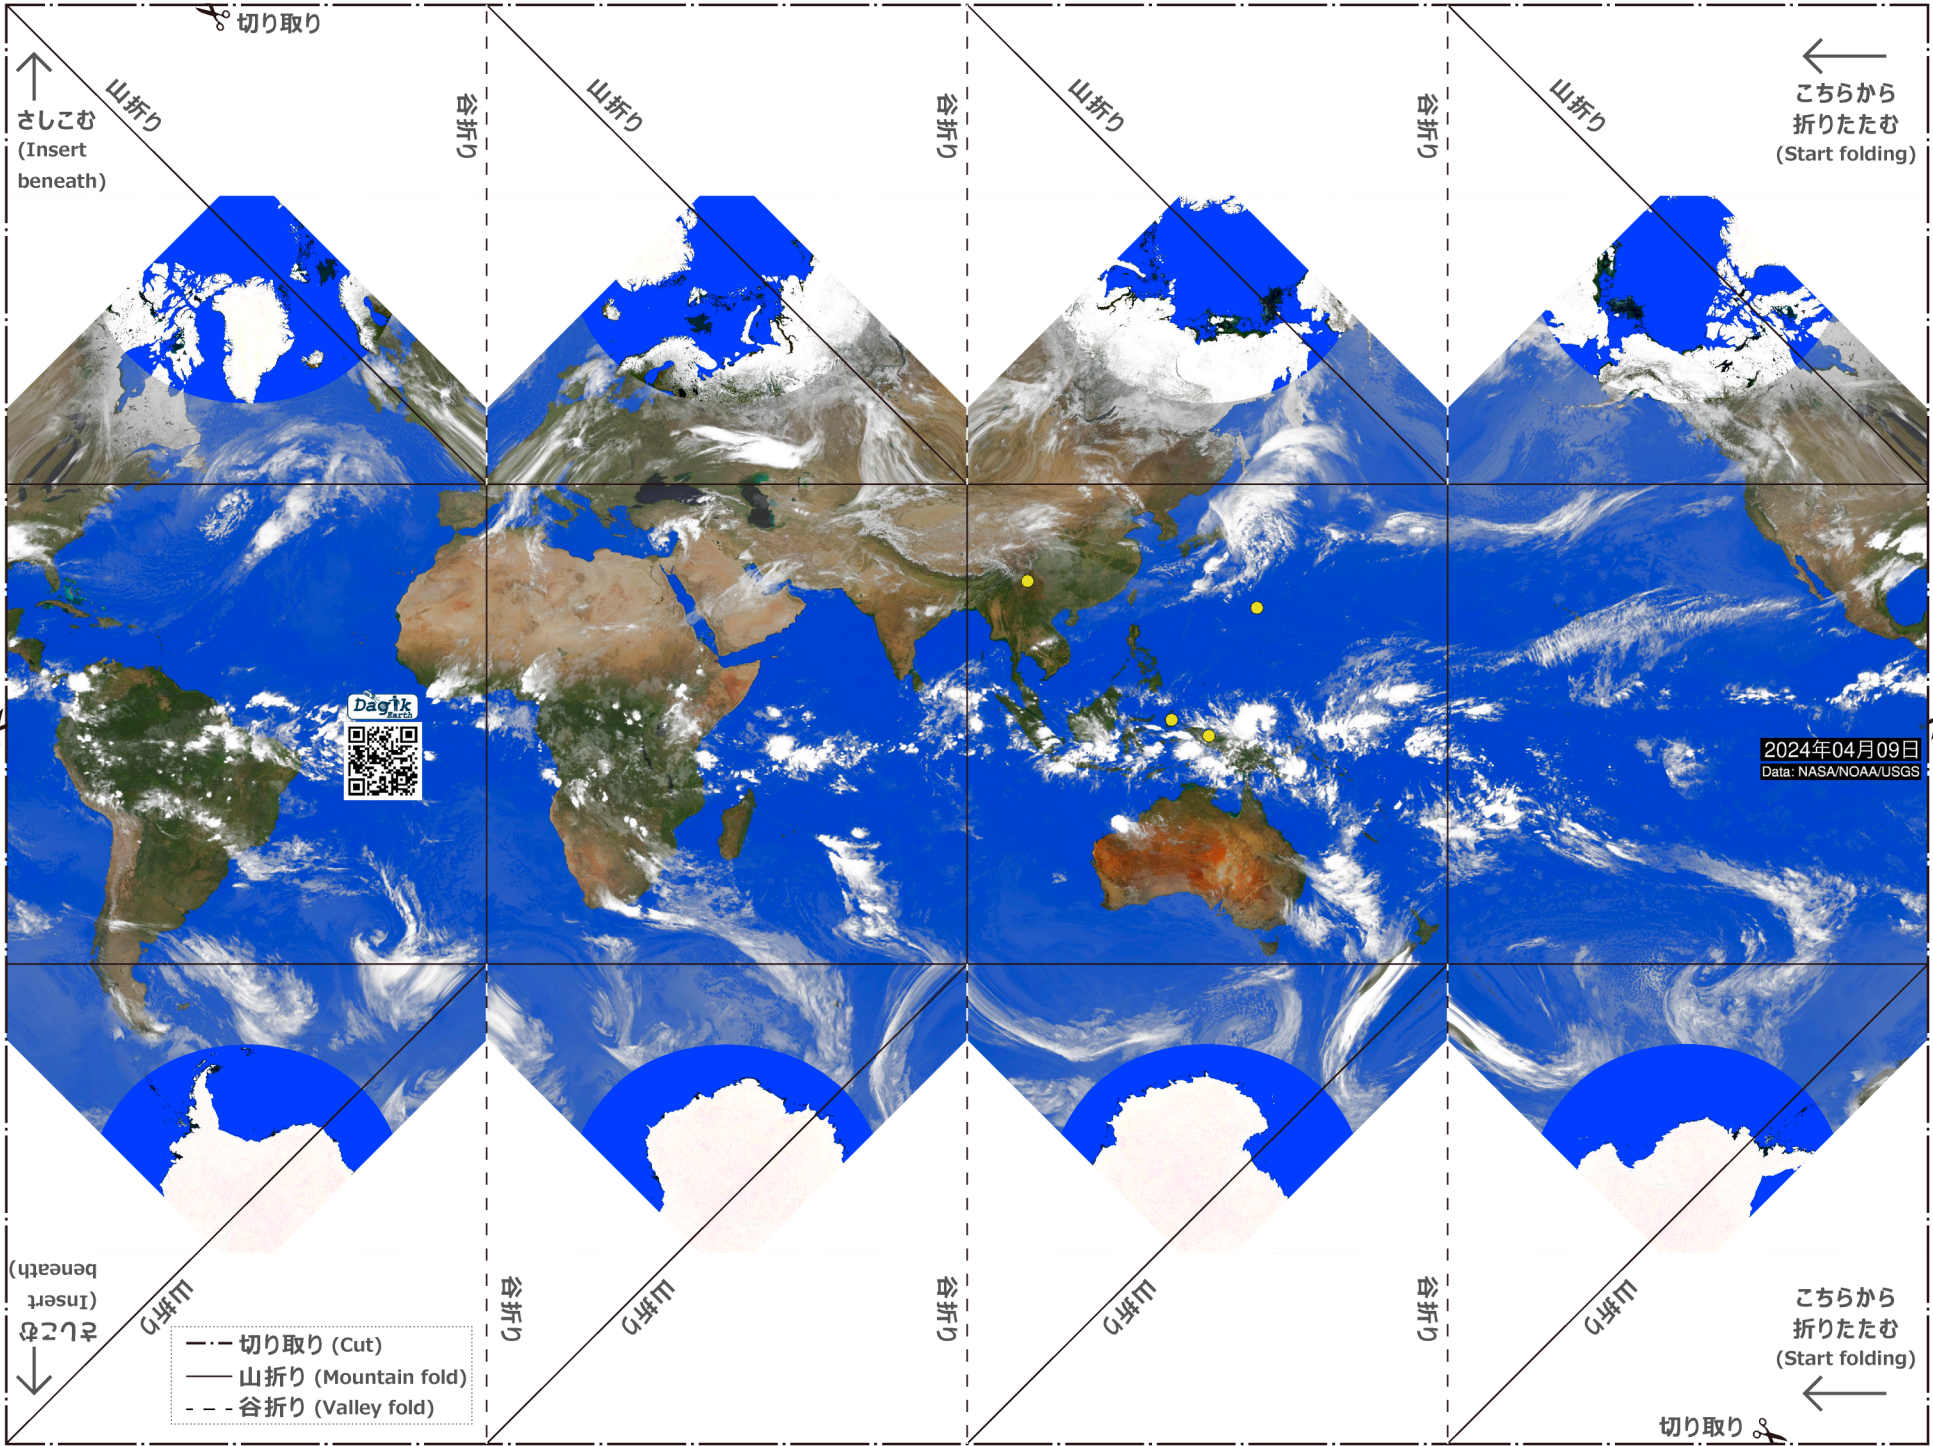 切り取り
山折り
谷折り
山折り
谷折り
山折り
谷折り
山折り
さしこむ
(Insert
beneath)
こちらから
折りたたむ
(Start folding)
Dagik
Earth
2024年04月09日
Data: NASA/NOAA/USGS
さしこむ
(Insert
beneath)
山折り
谷折り
山折り
谷折り
山折り
谷折り
山折り
切り取り (Cut)
山折り (Mountain fold)
谷折り (Valley fold)
こちらから
折りたたむ
(Start folding)
切り取り